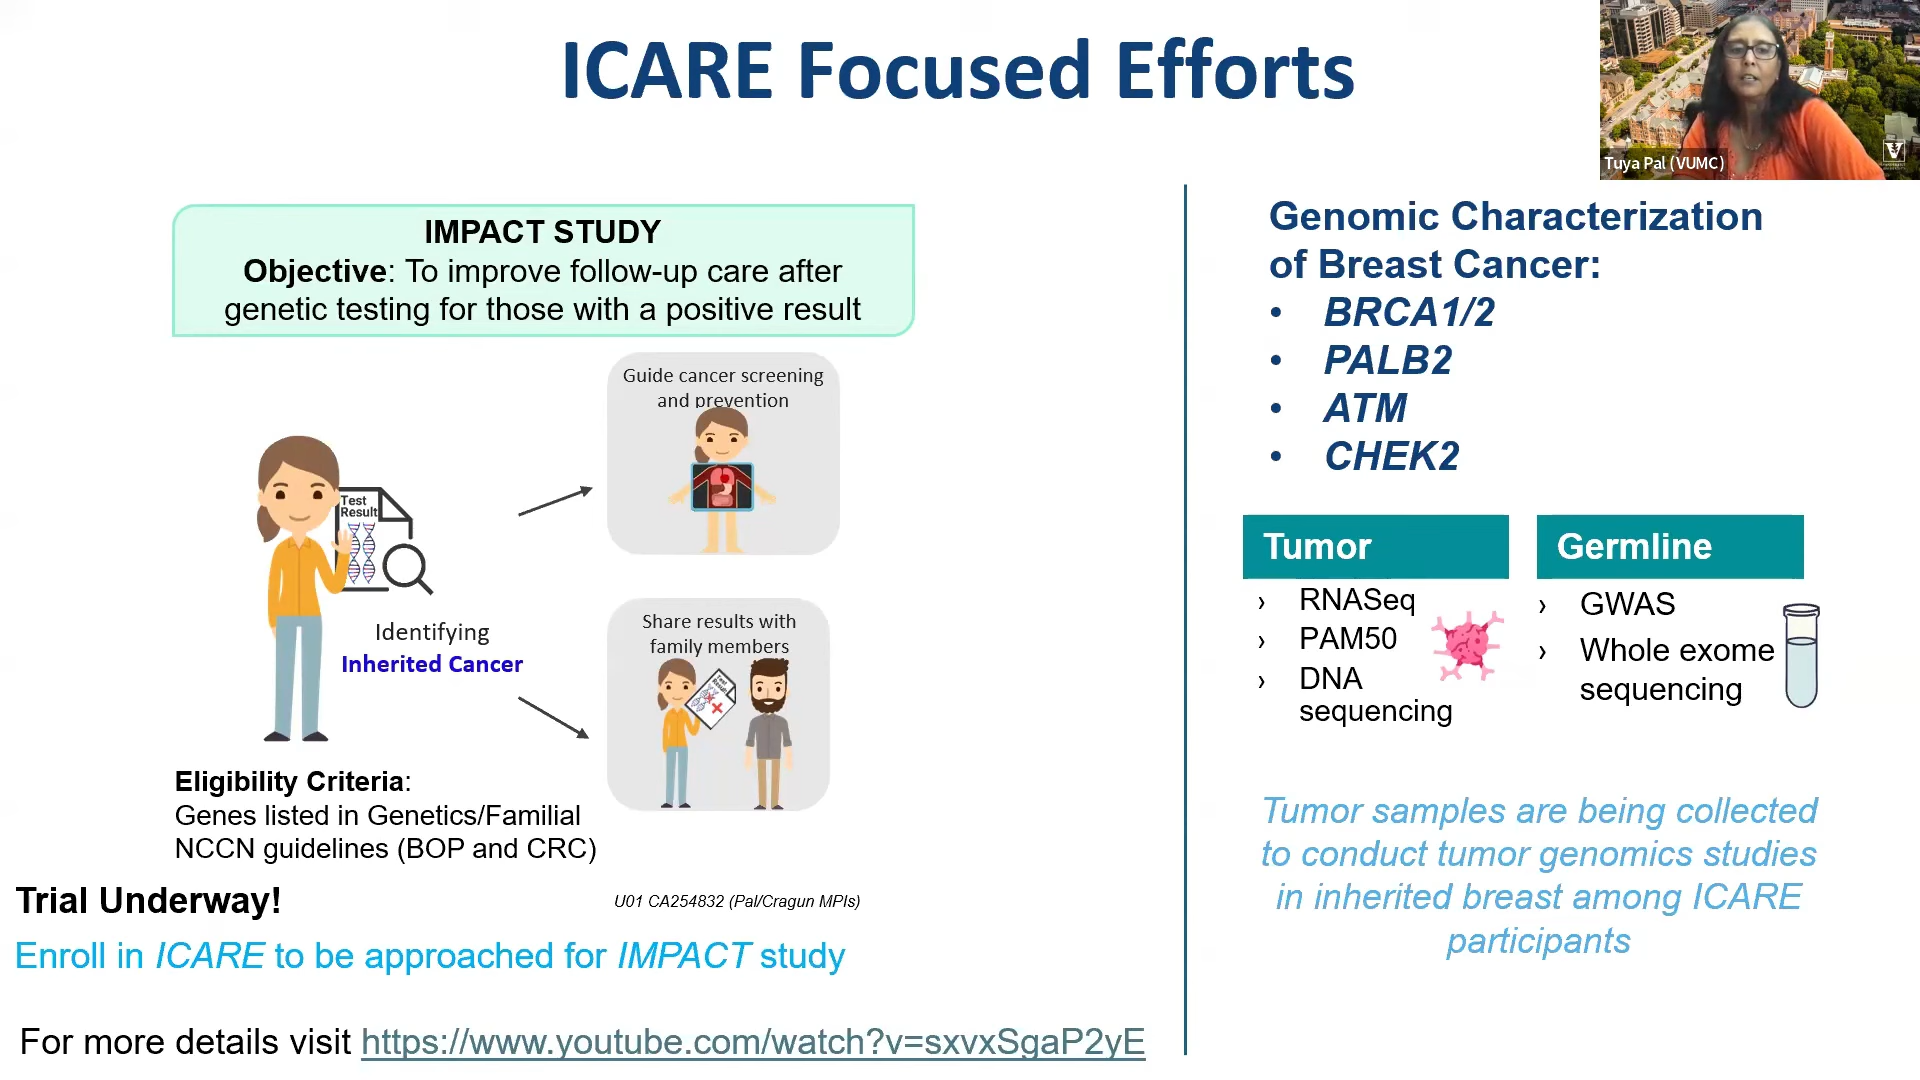 ICARE Focused Efforts
Tuya Pal (VUMC)
IMPACT STUDY
Objective: To improve follow-up care after
genetic testing for those with a positive result
Guide cancer screening
and prevention
Test
Result
Identifying
Inherited Cancer
Share results with
family members
Test
Result
Eligibility Criteria:
Genes listed in Genetics/Familial
NCCN guidelines (BOP and CRC)
Trial Underway!
U01 CA254832 (Pal/Cragun MPIs)
Enroll in ICARE to be approached for IMPACT study
For more details visit https://www.youtube.com/watch?v=sxvxSgaP2yE
Genomic Characterization
of Breast Cancer:
• BRCA1/2
• PALB2
• ATM
• CHEK2
Tumor
› RNASeq
› PAM50
› DNA
sequencing
Germline
› GWAS
› Whole exome
sequencing
Tumor samples are being collected
to conduct tumor genomics studies
in inherited breast among ICARE
participants